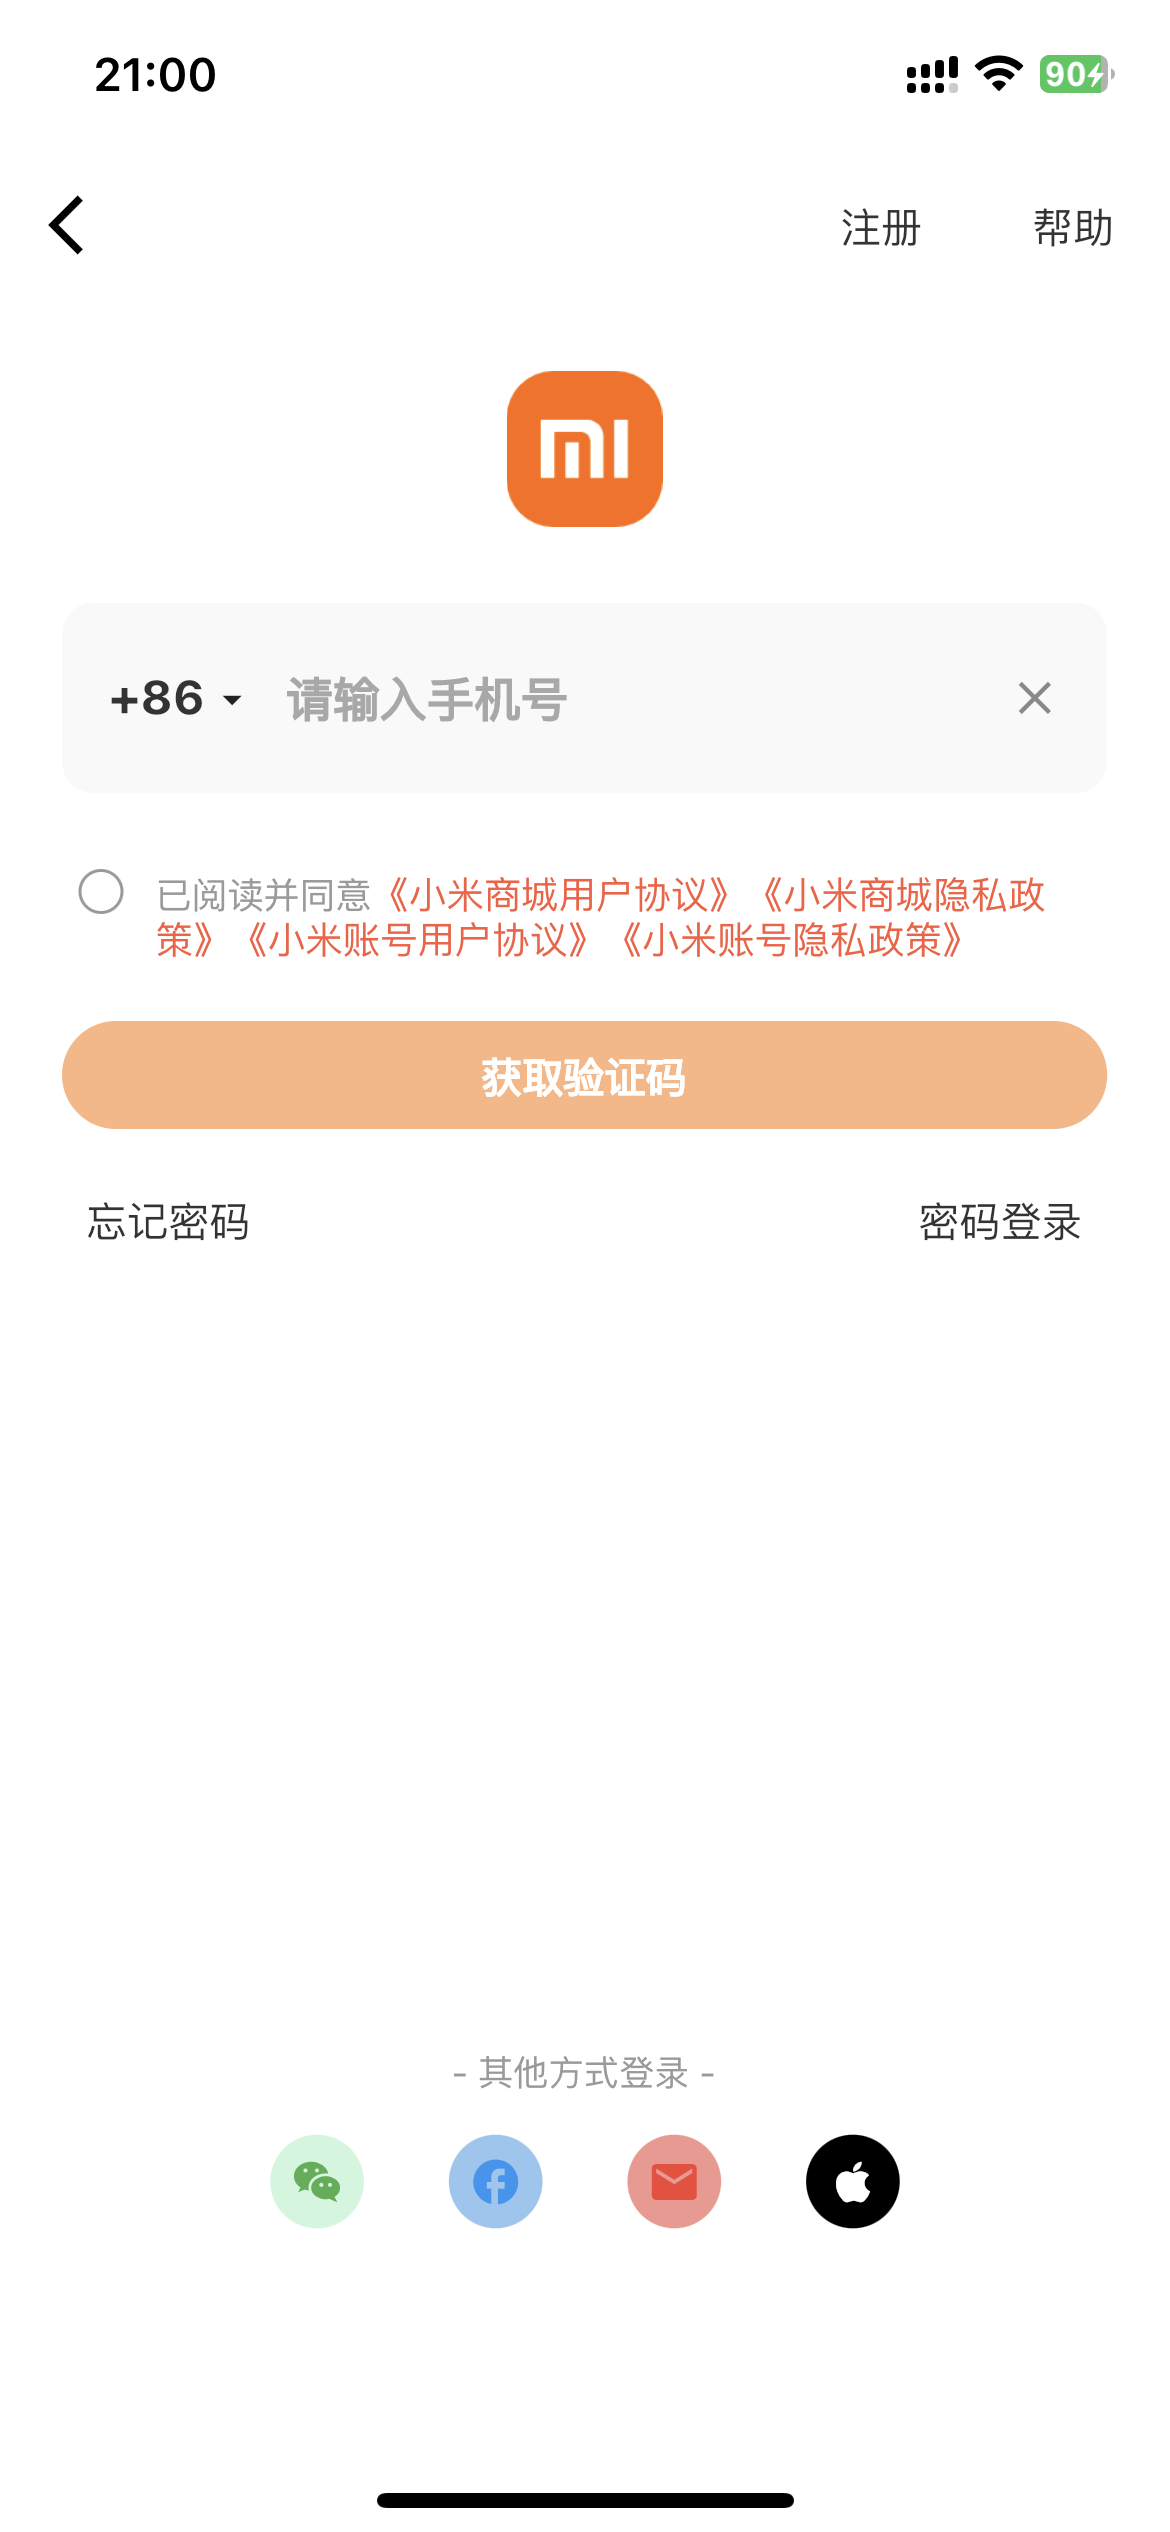 21:00
90
注册 帮助
+86 请输入手机号
已阅读并同意《小米商城用户协议》《小米商城隐私政
策》《小米账号用户协议》《小米账号隐私政策》
获取验证码
忘记密码 密码登录
- 其他方式登录 -